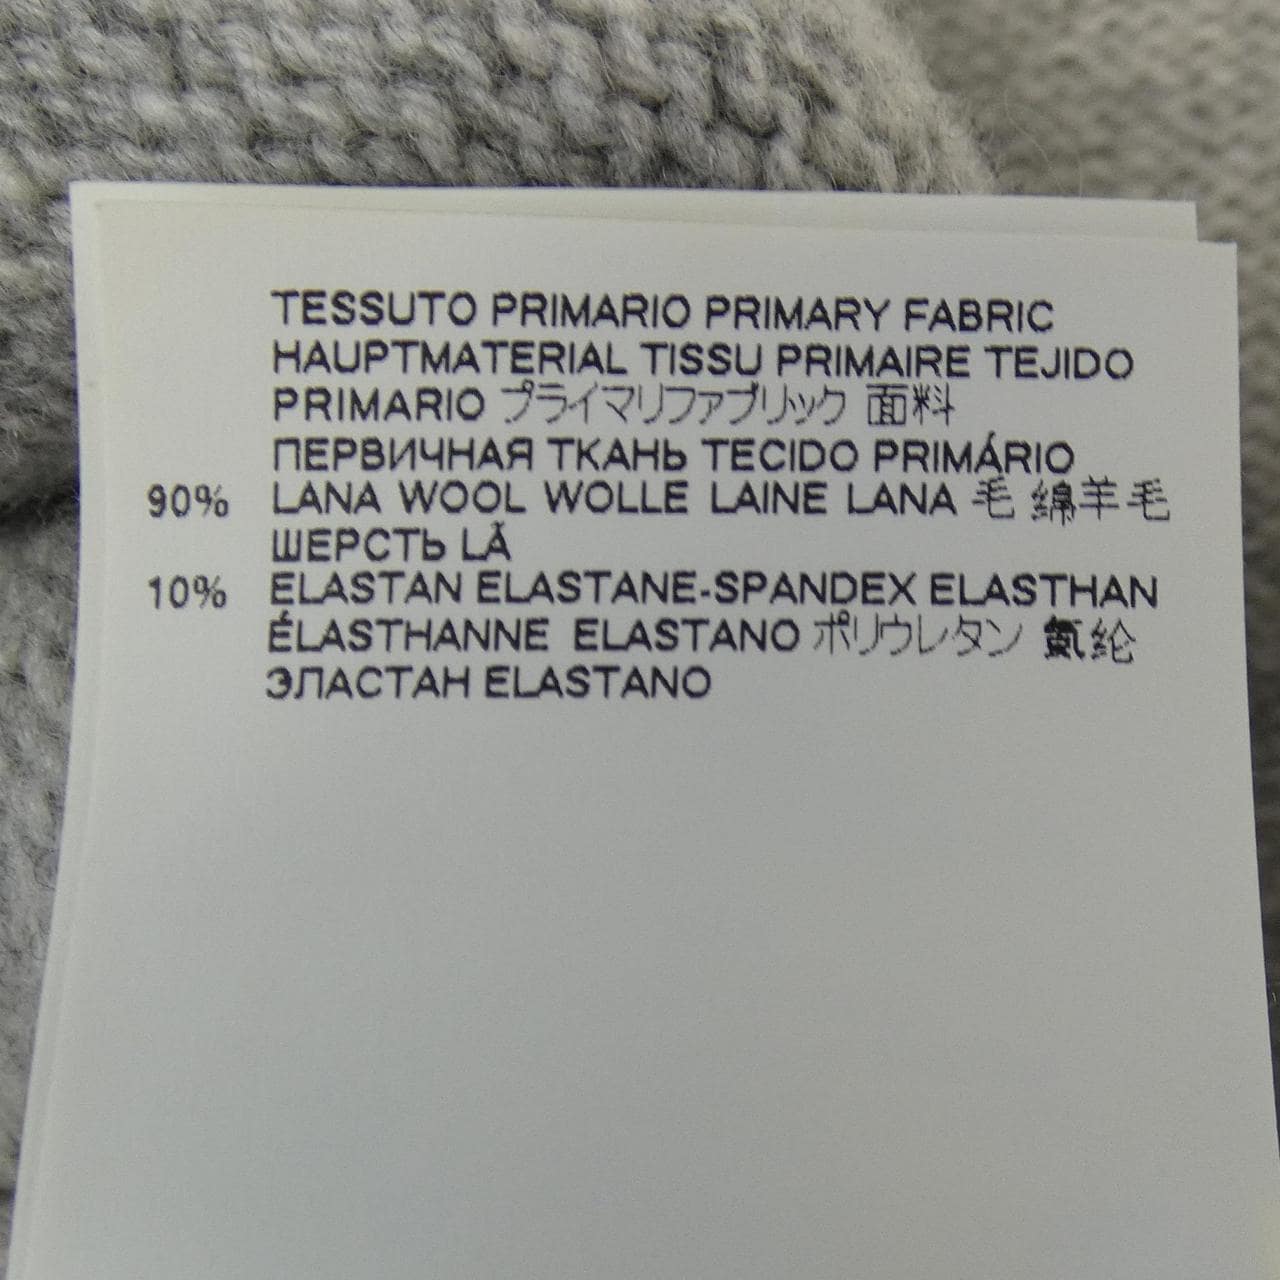 TESSUTO PRIMARIO PRIMARY FABRIC
HAUPTMATERIAL TISSU PRIMAIRE TEJIDO
PRIMARIO プライマリファブリック 面料
ПЕРВИЧНАЯ ТКАНЬ TECIDO PRIMÁRIO
90% LANA WOOL WOLLE LAINE LANA 毛 绵羊毛
ШЕРСТЬ LÃ
10% ELASTAN ELASTANE-SPANDEX ELASTHAN
ÉLASTHANNE ELASTANO ポリウレタン 氨纶
ЭЛАСТАН ELASTANO